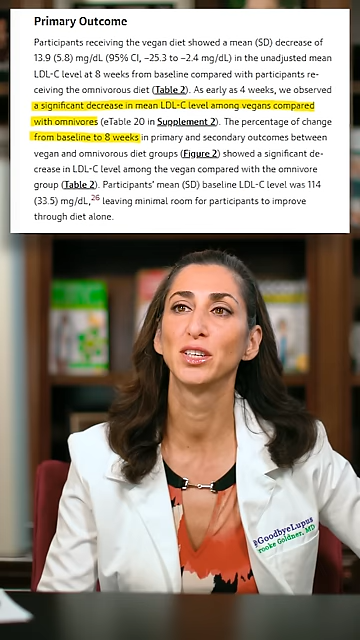 Primary Outcome
Participants receiving the vegan diet showed a mean (SD) decrease of
13.9 (5.8) mg/dL (95% CI, −25.3 to −2.4 mg/dL) in the unadjusted mean
LDL-C level at 8 weeks from baseline compared with participants re-
ceiving the omnivorous diet (Table 2). As early as 4 weeks, we observed
a significant decrease in mean LDL-C level among vegans compared
with omnivores (eTable 20 in Supplement 2). The percentage of change
from baseline to 8 weeks in primary and secondary outcomes between
vegan and omnivorous diet groups (Figure 2) showed a significant de-
crease in LDL-C level among the vegan compared with the omnivore
group (Table 2). Participants' mean (SD) baseline LDL-C level was 114
(33.5) mg/dL,26 leaving minimal room for participants to improve
through diet alone.
GoodbyeLupus
rooke Goldner, MD